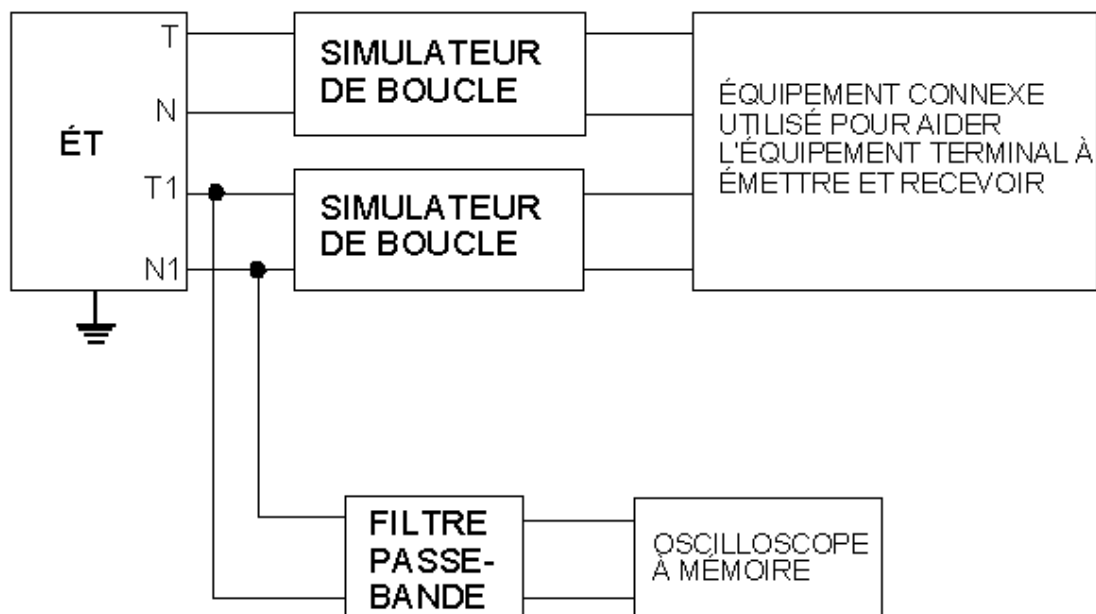 T
SIMULATEUR
DE BOUCLE
N
ÉT
ÉQUIPEMENT CONNEXE
UTILISÉ POUR AIDER
L'ÉQUIPEMENT TERMINAL À
ÉMETTRE ET RECEVOIR
T1
SIMULATEUR
DE BOUCLE
N1
FILTRE
PASSE-
BANDE
OSCILLOSCOPE
À MÉMOIRE